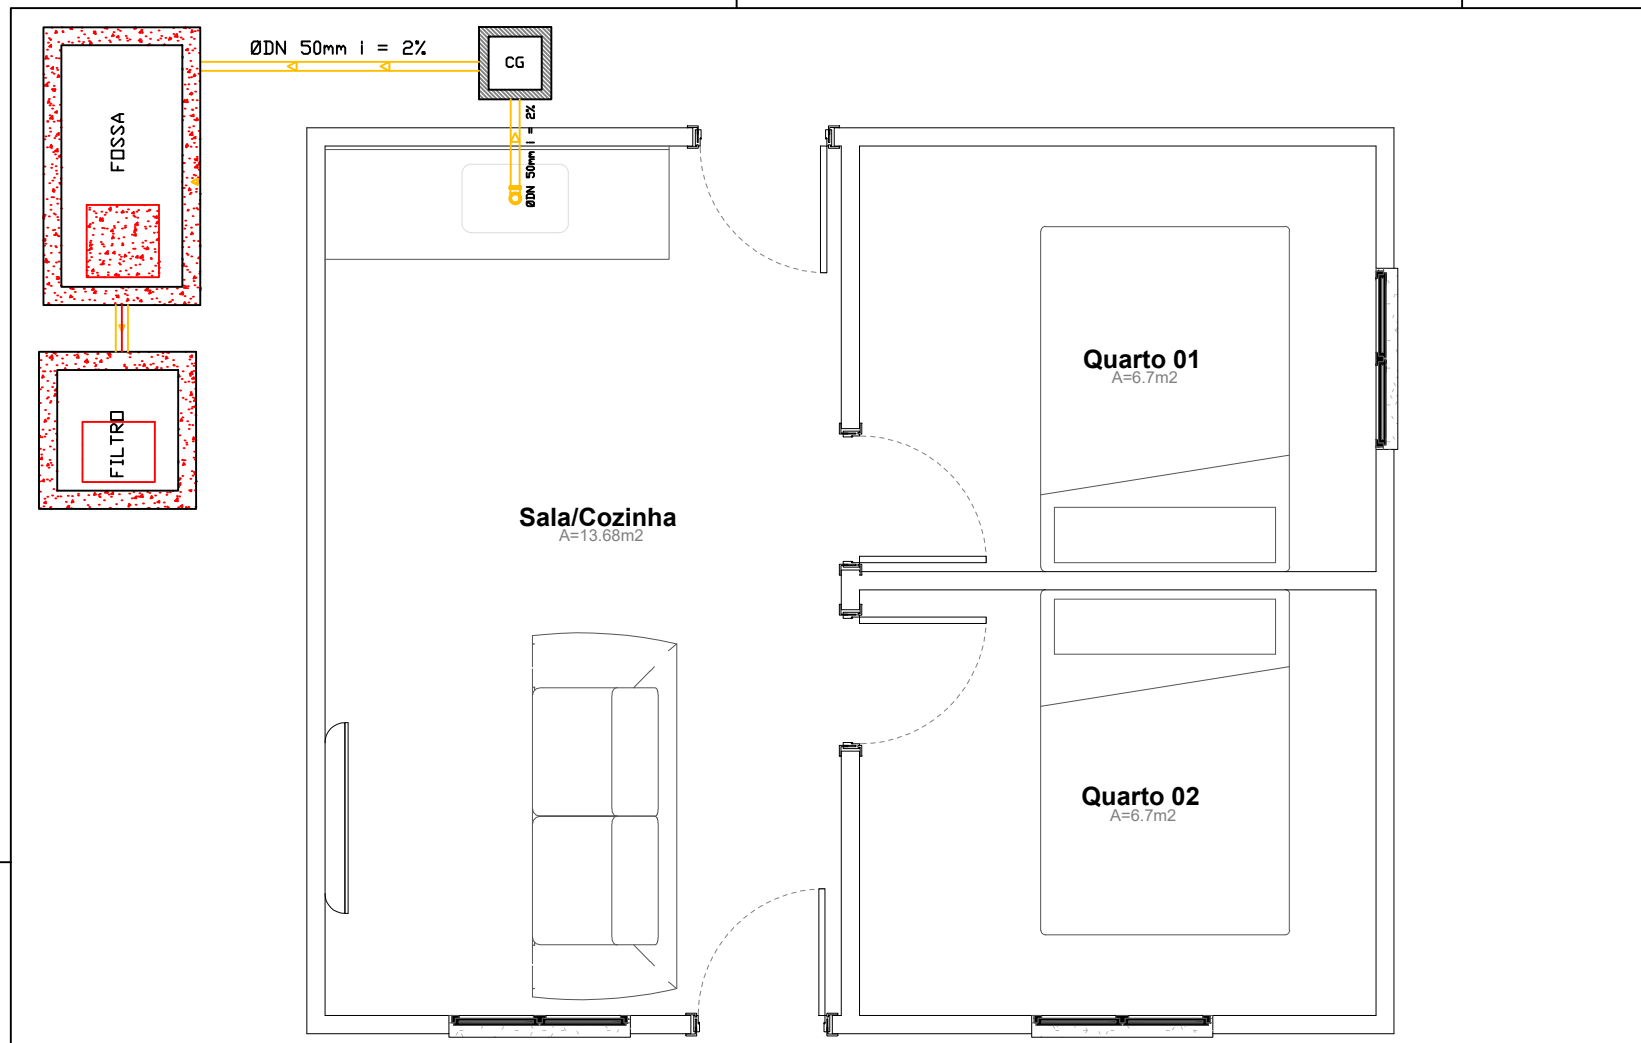 ØDN 50mm i = 2%
CG
ØDN 50mm i = 2%
FOSSA
FILTRO
Quarto 01
A=6.7m2
Sala/Cozinha
A=13.68m2
Quarto 02
A=6.7m2